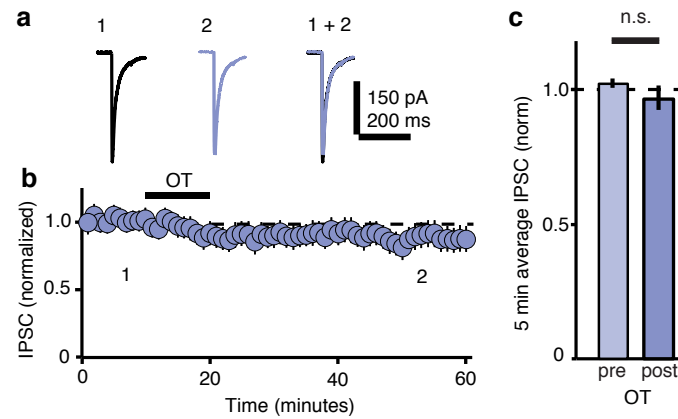 a
1
2
1 + 2
150 pA
200 ms
b
OT
IPSC (normalized)
1.0
0.5
0
1
2
0
20
40
60
Time (minutes)
c
n.s.
5 min average IPSC (norm)
1.0
0.5
0
pre
post
OT